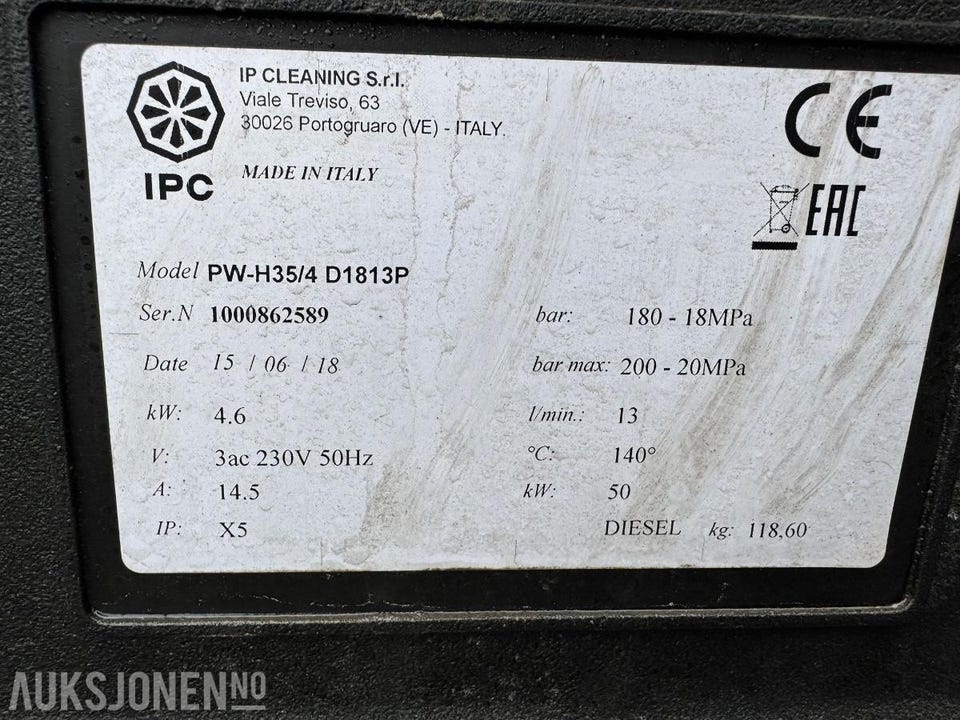 IP CLEANING S.r.l.
Viale Treviso, 63
30026 Portogruaro (VE) - ITALY.
MADE IN ITALY
IPC
CE
EAC
Model PW-H35/4 D1813P
Ser.N 1000862589
Date 15 / 06 / 18
kW: 4.6
V: 3ac 230V 50Hz
A: 14.5
IP: X5
bar: 180 - 18MPa
bar max: 200 - 20MPa
l/min.: 13
°C: 140°
kW: 50
DIESEL kg: 118,60
AUKSJONEN NO